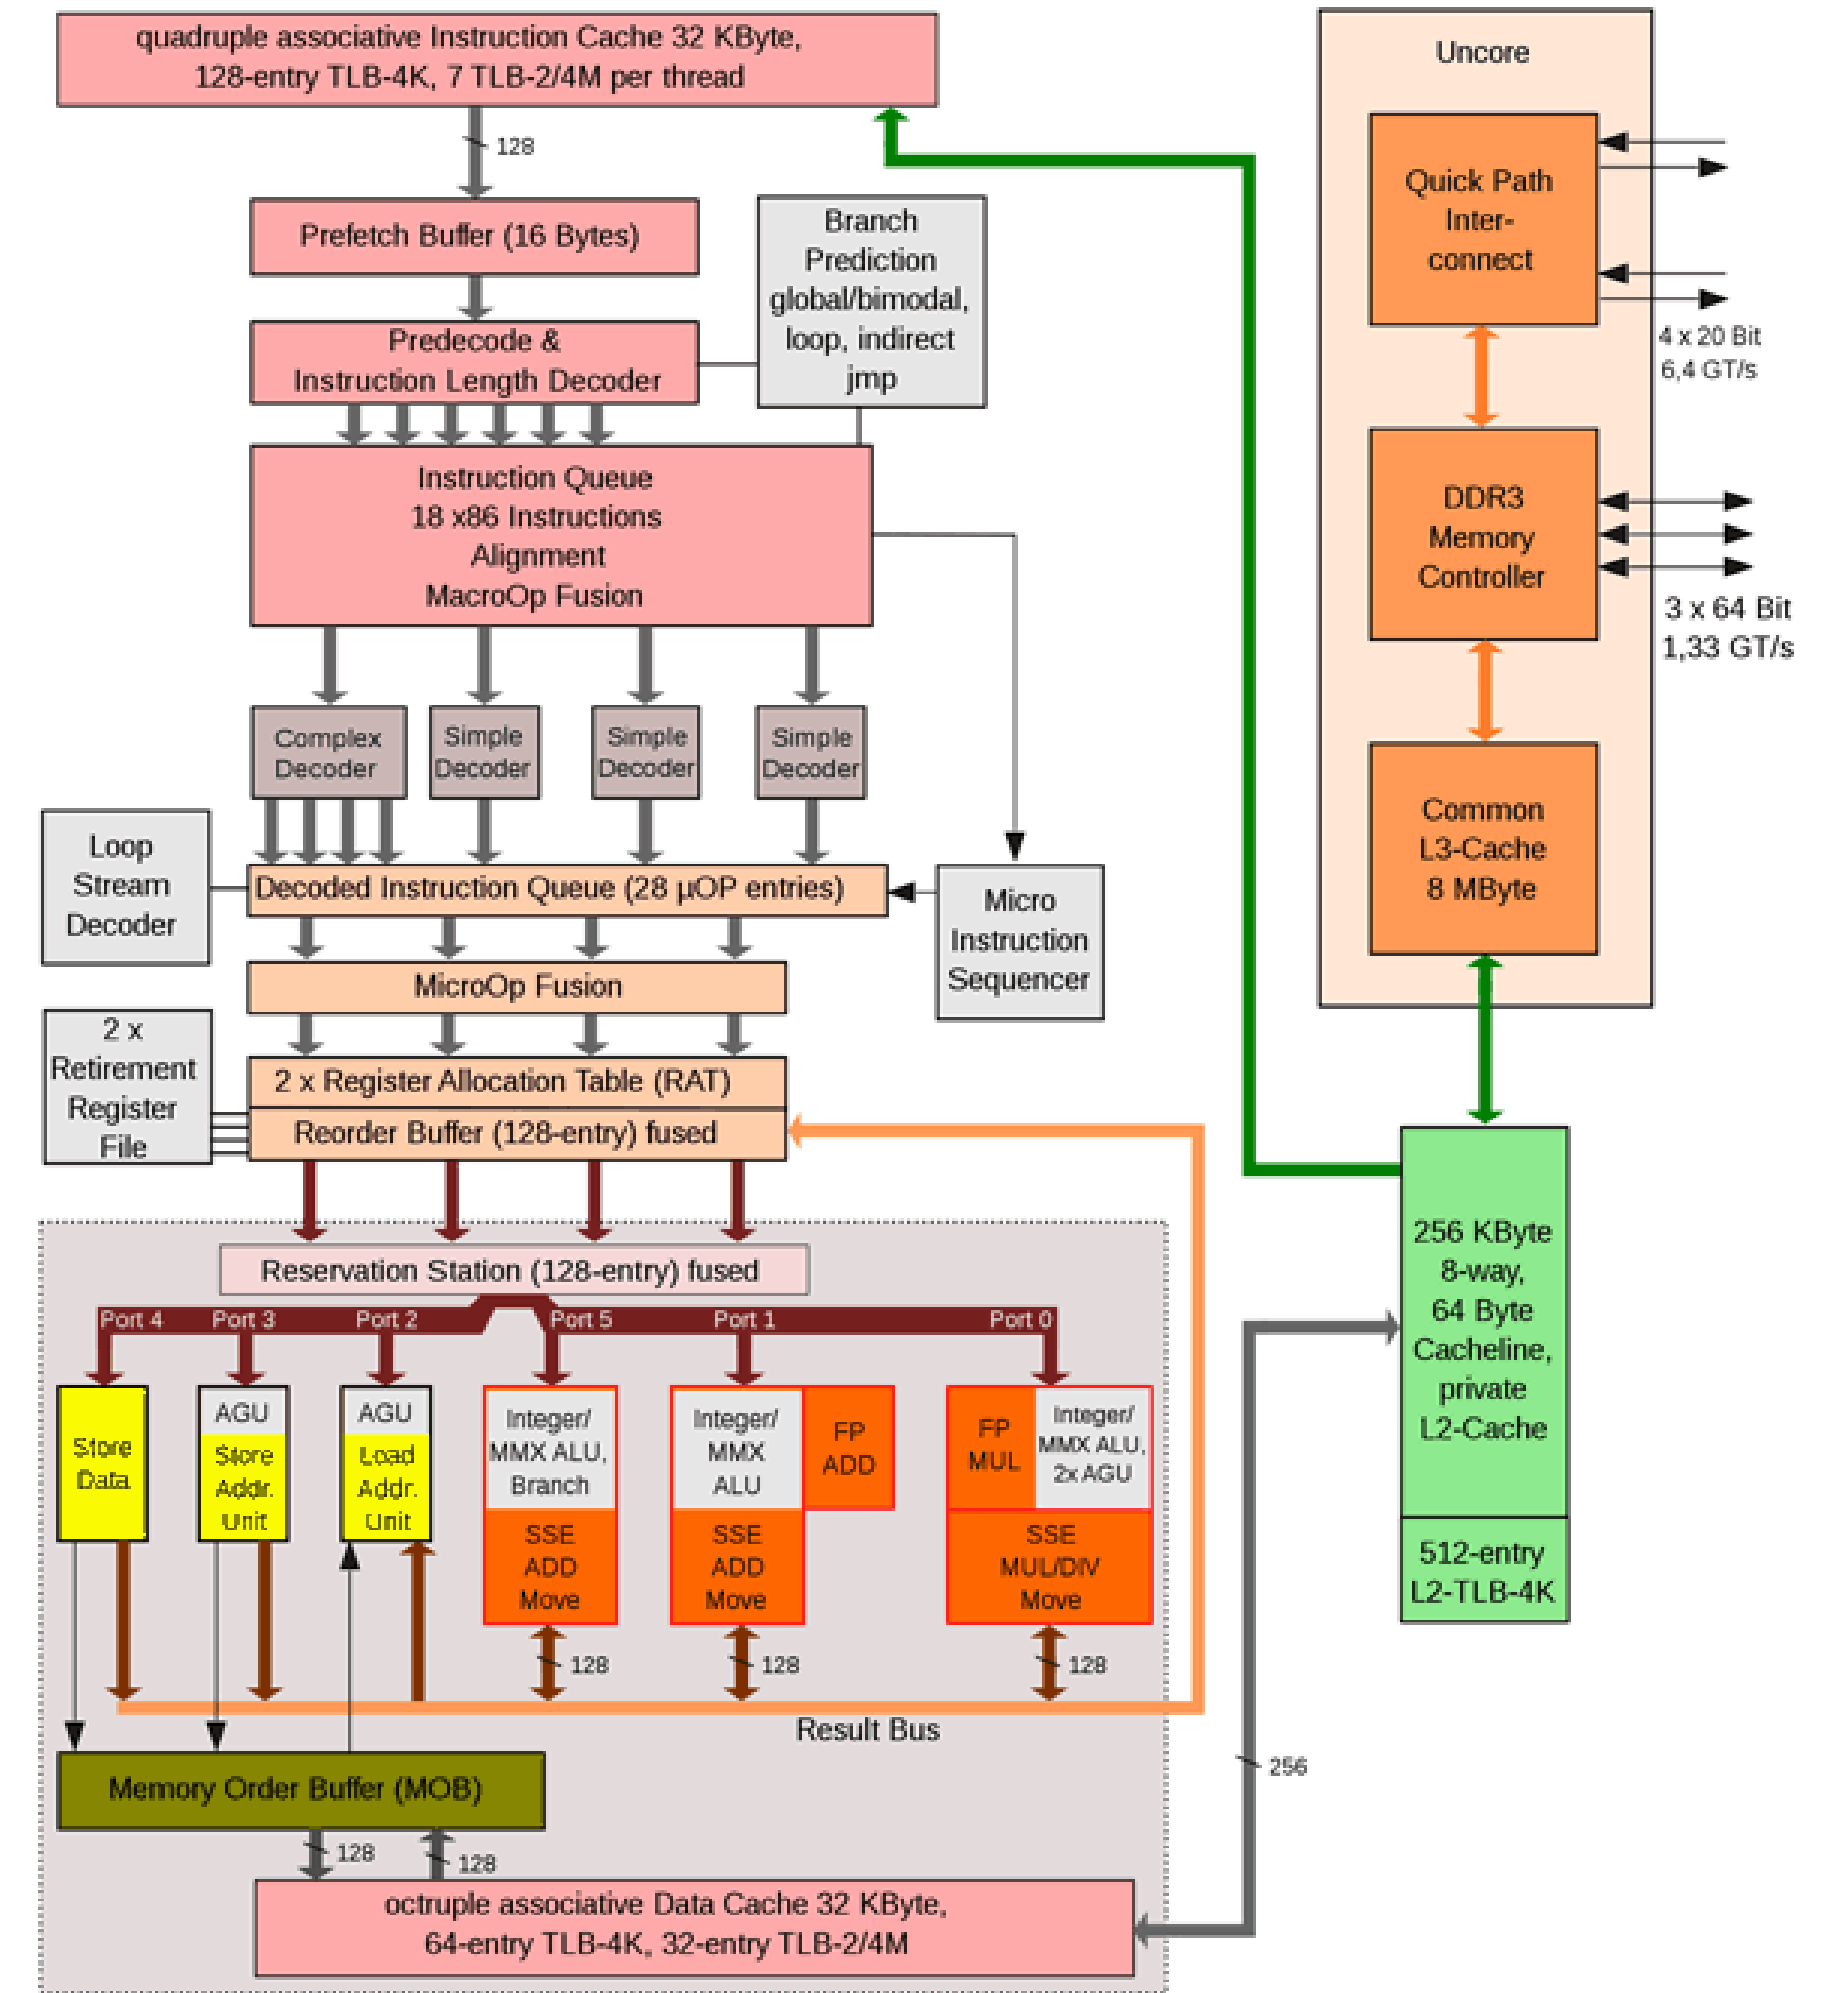 quadruple associative Instruction Cache 32 KByte,
128-entry TLB-4K, 7 TLB-2/4M per thread
128
Prefetch Buffer (16 Bytes)
Predecode &
Instruction Length Decoder
Branch
Prediction
global/bimodal,
loop, indirect
jmp
Instruction Queue
18 x86 Instructions
Alignment
MacroOp Fusion
Complex
Decoder
Simple
Decoder
Simple
Decoder
Simple
Decoder
Loop
Stream
Decoder
Decoded Instruction Queue (28 µOP entries)
Micro
Instruction
Sequencer
MicroOp Fusion
2 x
Retirement
Register
File
2 x Register Allocation Table (RAT)
Reorder Buffer (128-entry) fused
Reservation Station (128-entry) fused
Port 4
Port 3
Port 2
Port 5
Port 1
Port 0
Store
Data
AGU
Store
Addr.
Unit
AGU
Load
Addr.
Unit
Integer/
MMX ALU,
Branch
SSE
ADD
Move
Integer/
MMX
ALU
FP
ADD
SSE
ADD
Move
FP
MUL
Integer/
MMX ALU,
2x AGU
SSE
MUL/DIV
Move
128
128
128
Result Bus
Memory Order Buffer (MOB)
128
128
octruple associative Data Cache 32 KByte,
64-entry TLB-4K, 32-entry TLB-2/4M
256
Uncore
Quick Path
Inter-
connect
4 x 20 Bit
6,4 GT/s
DDR3
Memory
Controller
3 x 64 Bit
1,33 GT/s
Common
L3-Cache
8 MByte
256 KByte
8-way,
64 Byte
Cacheline,
private
L2-Cache
512-entry
L2-TLB-4K